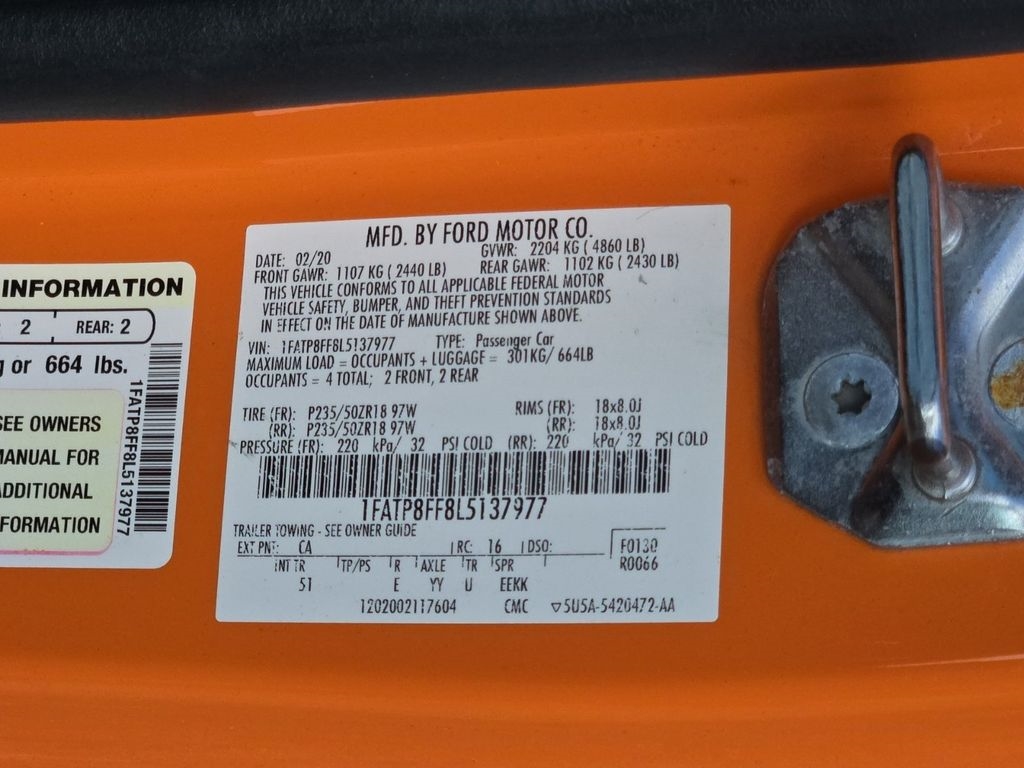 INFORMATION
2 REAR: 2
g or 664 lbs.
SEE OWNERS
MANUAL FOR
ADDITIONAL
INFORMATION
1FATP8FF8L5137977
MFD. BY FORD MOTOR CO.
DATE: 02/20 GVWR: 2204 KG ( 4860 LB)
FRONT GAWR: 1107 KG ( 2440 LB) REAR GAWR: 1102 KG ( 2430 LB)
THIS VEHICLE CONFORMS TO ALL APPLICABLE FEDERAL MOTOR
VEHICLE SAFETY, BUMPER, AND THEFT PREVENTION STANDARDS
IN EFFECT ON THE DATE OF MANUFACTURE SHOWN ABOVE.
VIN: 1FATP8FF8L5137977 TYPE: Passenger Car
MAXIMUM LOAD = OCCUPANTS + LUGGAGE = 301KG/ 664LB
OCCUPANTS = 4 TOTAL; 2 FRONT, 2 REAR
TIRE (FR): P235/50ZR18 97W RIMS (FR): 18x8.0J
(RR): P235/50ZR18 97W (RR): 18x8.0J
PRESSURE (FR): 220 kPa/ 32 PSI COLD (RR): 220 kPa/ 32 PSI COLD
1FATP8FF8L5137977
TRAILER TOWING - SEE OWNER GUIDE
EXT PNT: CA RC: 16 DSO: F0130
R0066
INT TR TP/PS R AXLE TR SPR
51 E YY U EEKK
1202002117604 CMC ▽5U5A-5420472-AA